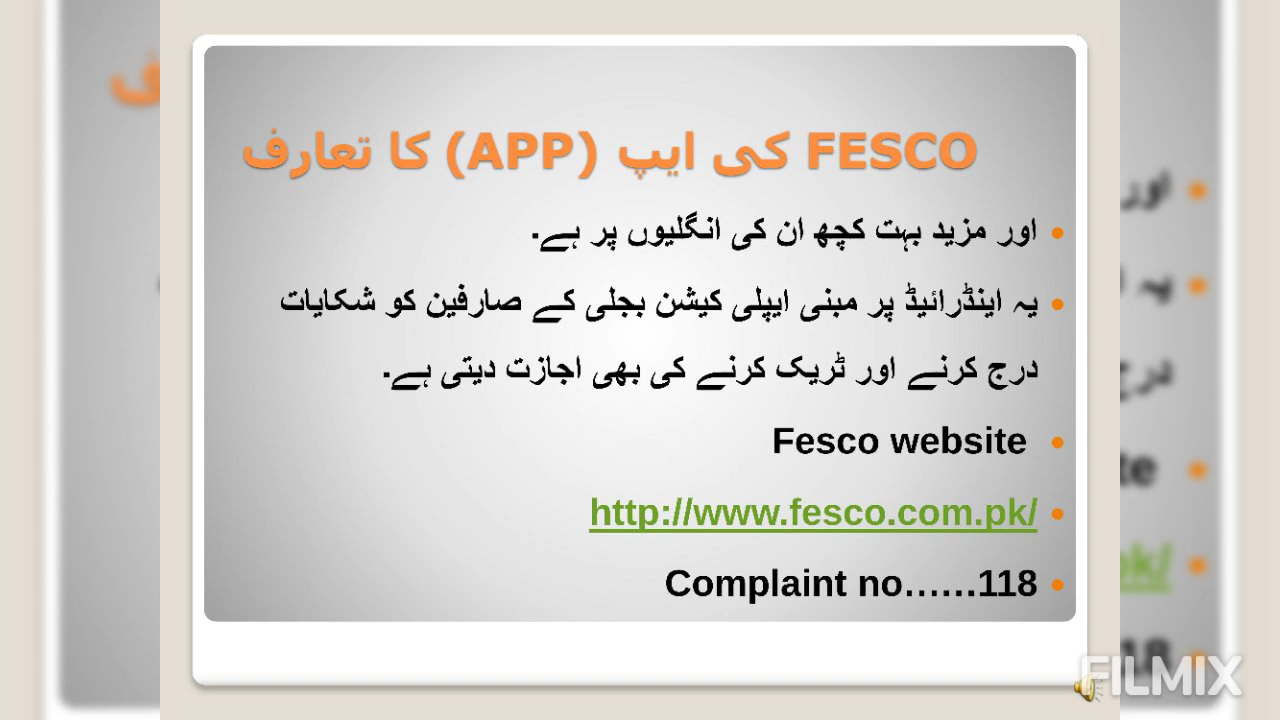 FESCO کی ایپ (APP) کا تعارف
اور مزید بہت کچھ ان کی انگلیوں پر ہے۔
یہ اینڈرائیڈ پر مبنی ایپلی کیشن بجلی کے صارفین کو شکایات
درج کرنے اور ٹریک کرنے کی بھی اجازت دیتی ہے۔
Fesco website
http://www.fesco.com.pk/
Complaint no……118
FILMIX